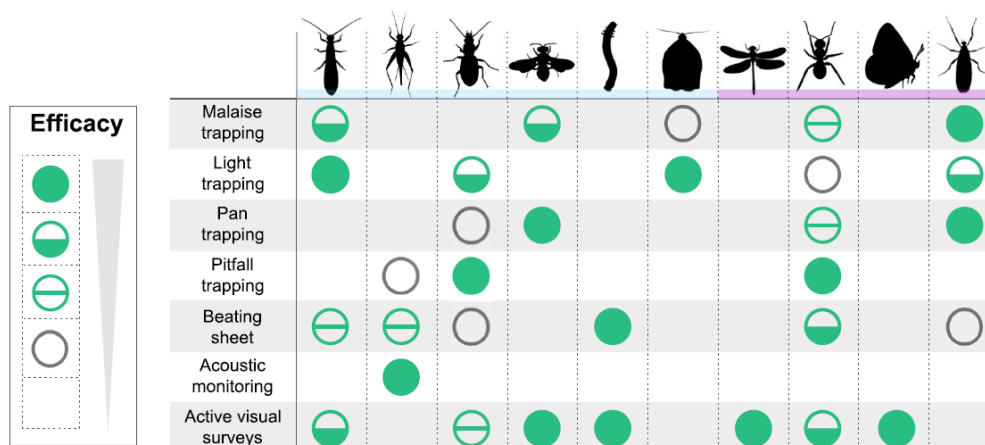 Efficacy
Malaise
trapping
Light
trapping
Pan
trapping
Pitfall
trapping
Beating
sheet
Acoustic
monitoring
Active visual
surveys